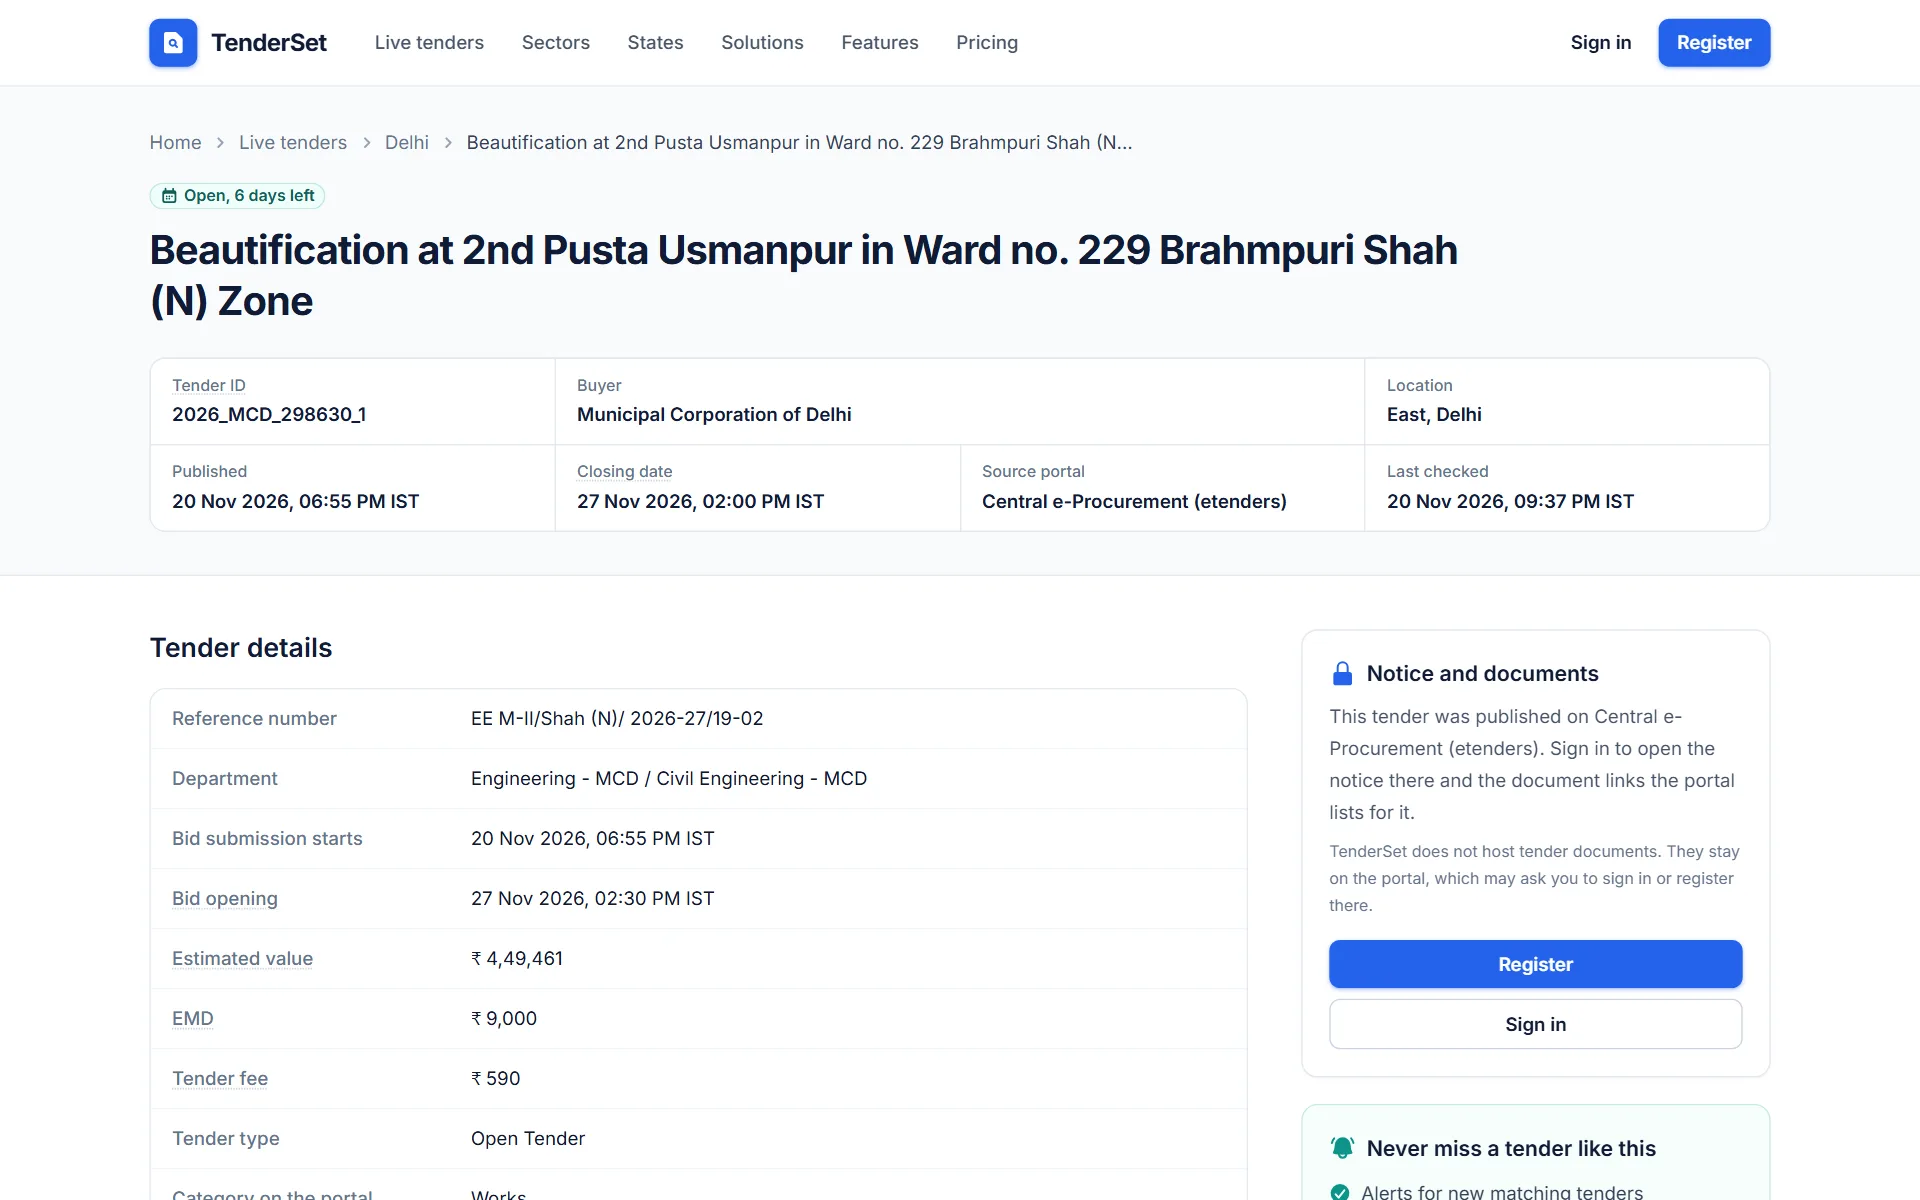 TenderSet
Live tenders
Sectors
States
Solutions
Features
Pricing
Sign in
Register
Home > Live tenders > Delhi > Beautification at 2nd Pusta Usmanpur in Ward no. 229 Brahmpuri Shah (N...
Open, 6 days left
Beautification at 2nd Pusta Usmanpur in Ward no. 229 Brahmpuri Shah
(N) Zone
Tender ID
2026_MCD_298630_1
Buyer
Municipal Corporation of Delhi
Location
East, Delhi
Published
20 Nov 2026, 06:55 PM IST
Closing date
27 Nov 2026, 02:00 PM IST
Source portal
Central e-Procurement (etenders)
Last checked
20 Nov 2026, 09:37 PM IST
Tender details
Reference number
EE M-II/Shah (N)/ 2026-27/19-02
Department
Engineering - MCD / Civil Engineering - MCD
Bid submission starts
20 Nov 2026, 06:55 PM IST
Bid opening
27 Nov 2026, 02:30 PM IST
Estimated value
₹ 4,49,461
EMD
₹ 9,000
Tender fee
₹ 590
Tender type
Open Tender
Category on the portal
Works
Notice and documents
This tender was published on Central e-
Procurement (etenders). Sign in to open the
notice there and the document links the portal
lists for it.
TenderSet does not host tender documents. They stay
on the portal, which may ask you to sign in or register
there.
Register
Sign in
Never miss a tender like this
Alerts for new matching tenders